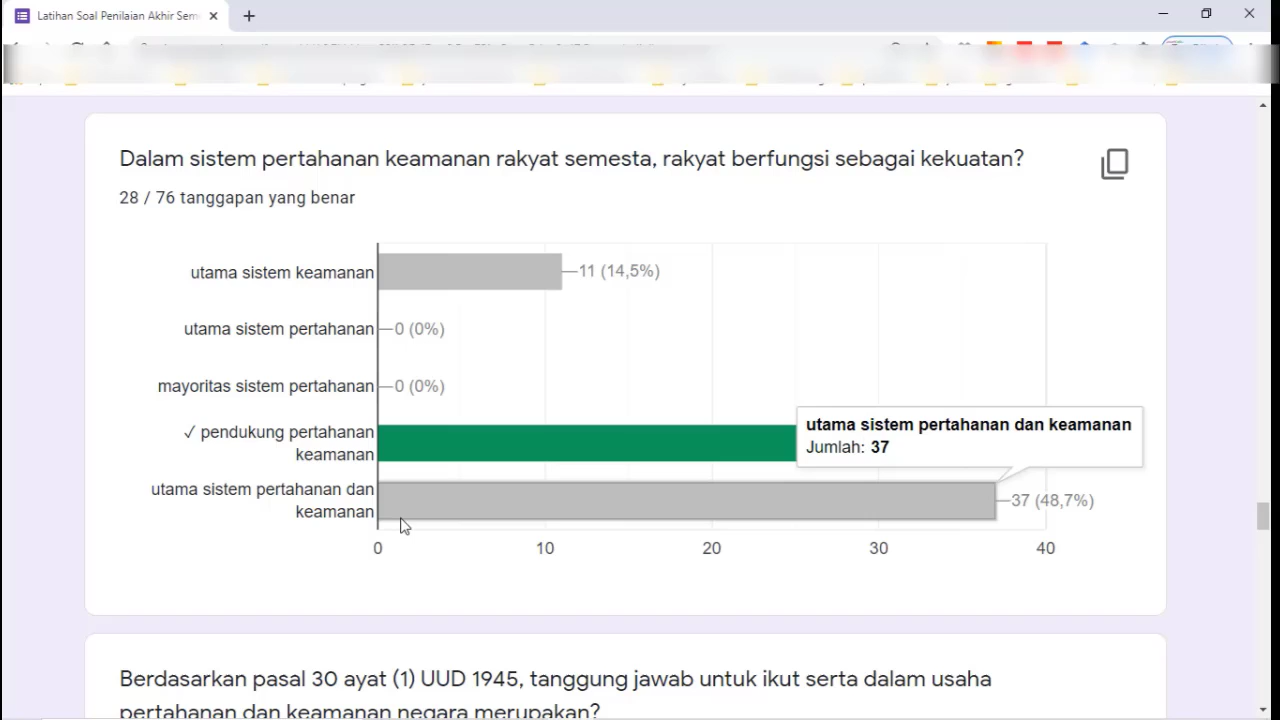 Latihan Soal Penilaian Akhir Sem
Dalam sistem pertahanan keamanan rakyat semesta, rakyat berfungsi sebagai kekuatan?
28 / 76 tanggapan yang benar
utama sistem keamanan
11 (14,5%)
utama sistem pertahanan
0 (0%)
mayoritas sistem pertahanan
0 (0%)
✓ pendukung pertahanan
keamanan
utama sistem pertahanan dan keamanan
Jumlah: 37
utama sistem pertahanan dan
keamanan
37 (48,7%)
0 10 20 30 40
Berdasarkan pasal 30 ayat (1) UUD 1945, tanggung jawab untuk ikut serta dalam usaha
pertahanan dan keamanan negara merupakan?